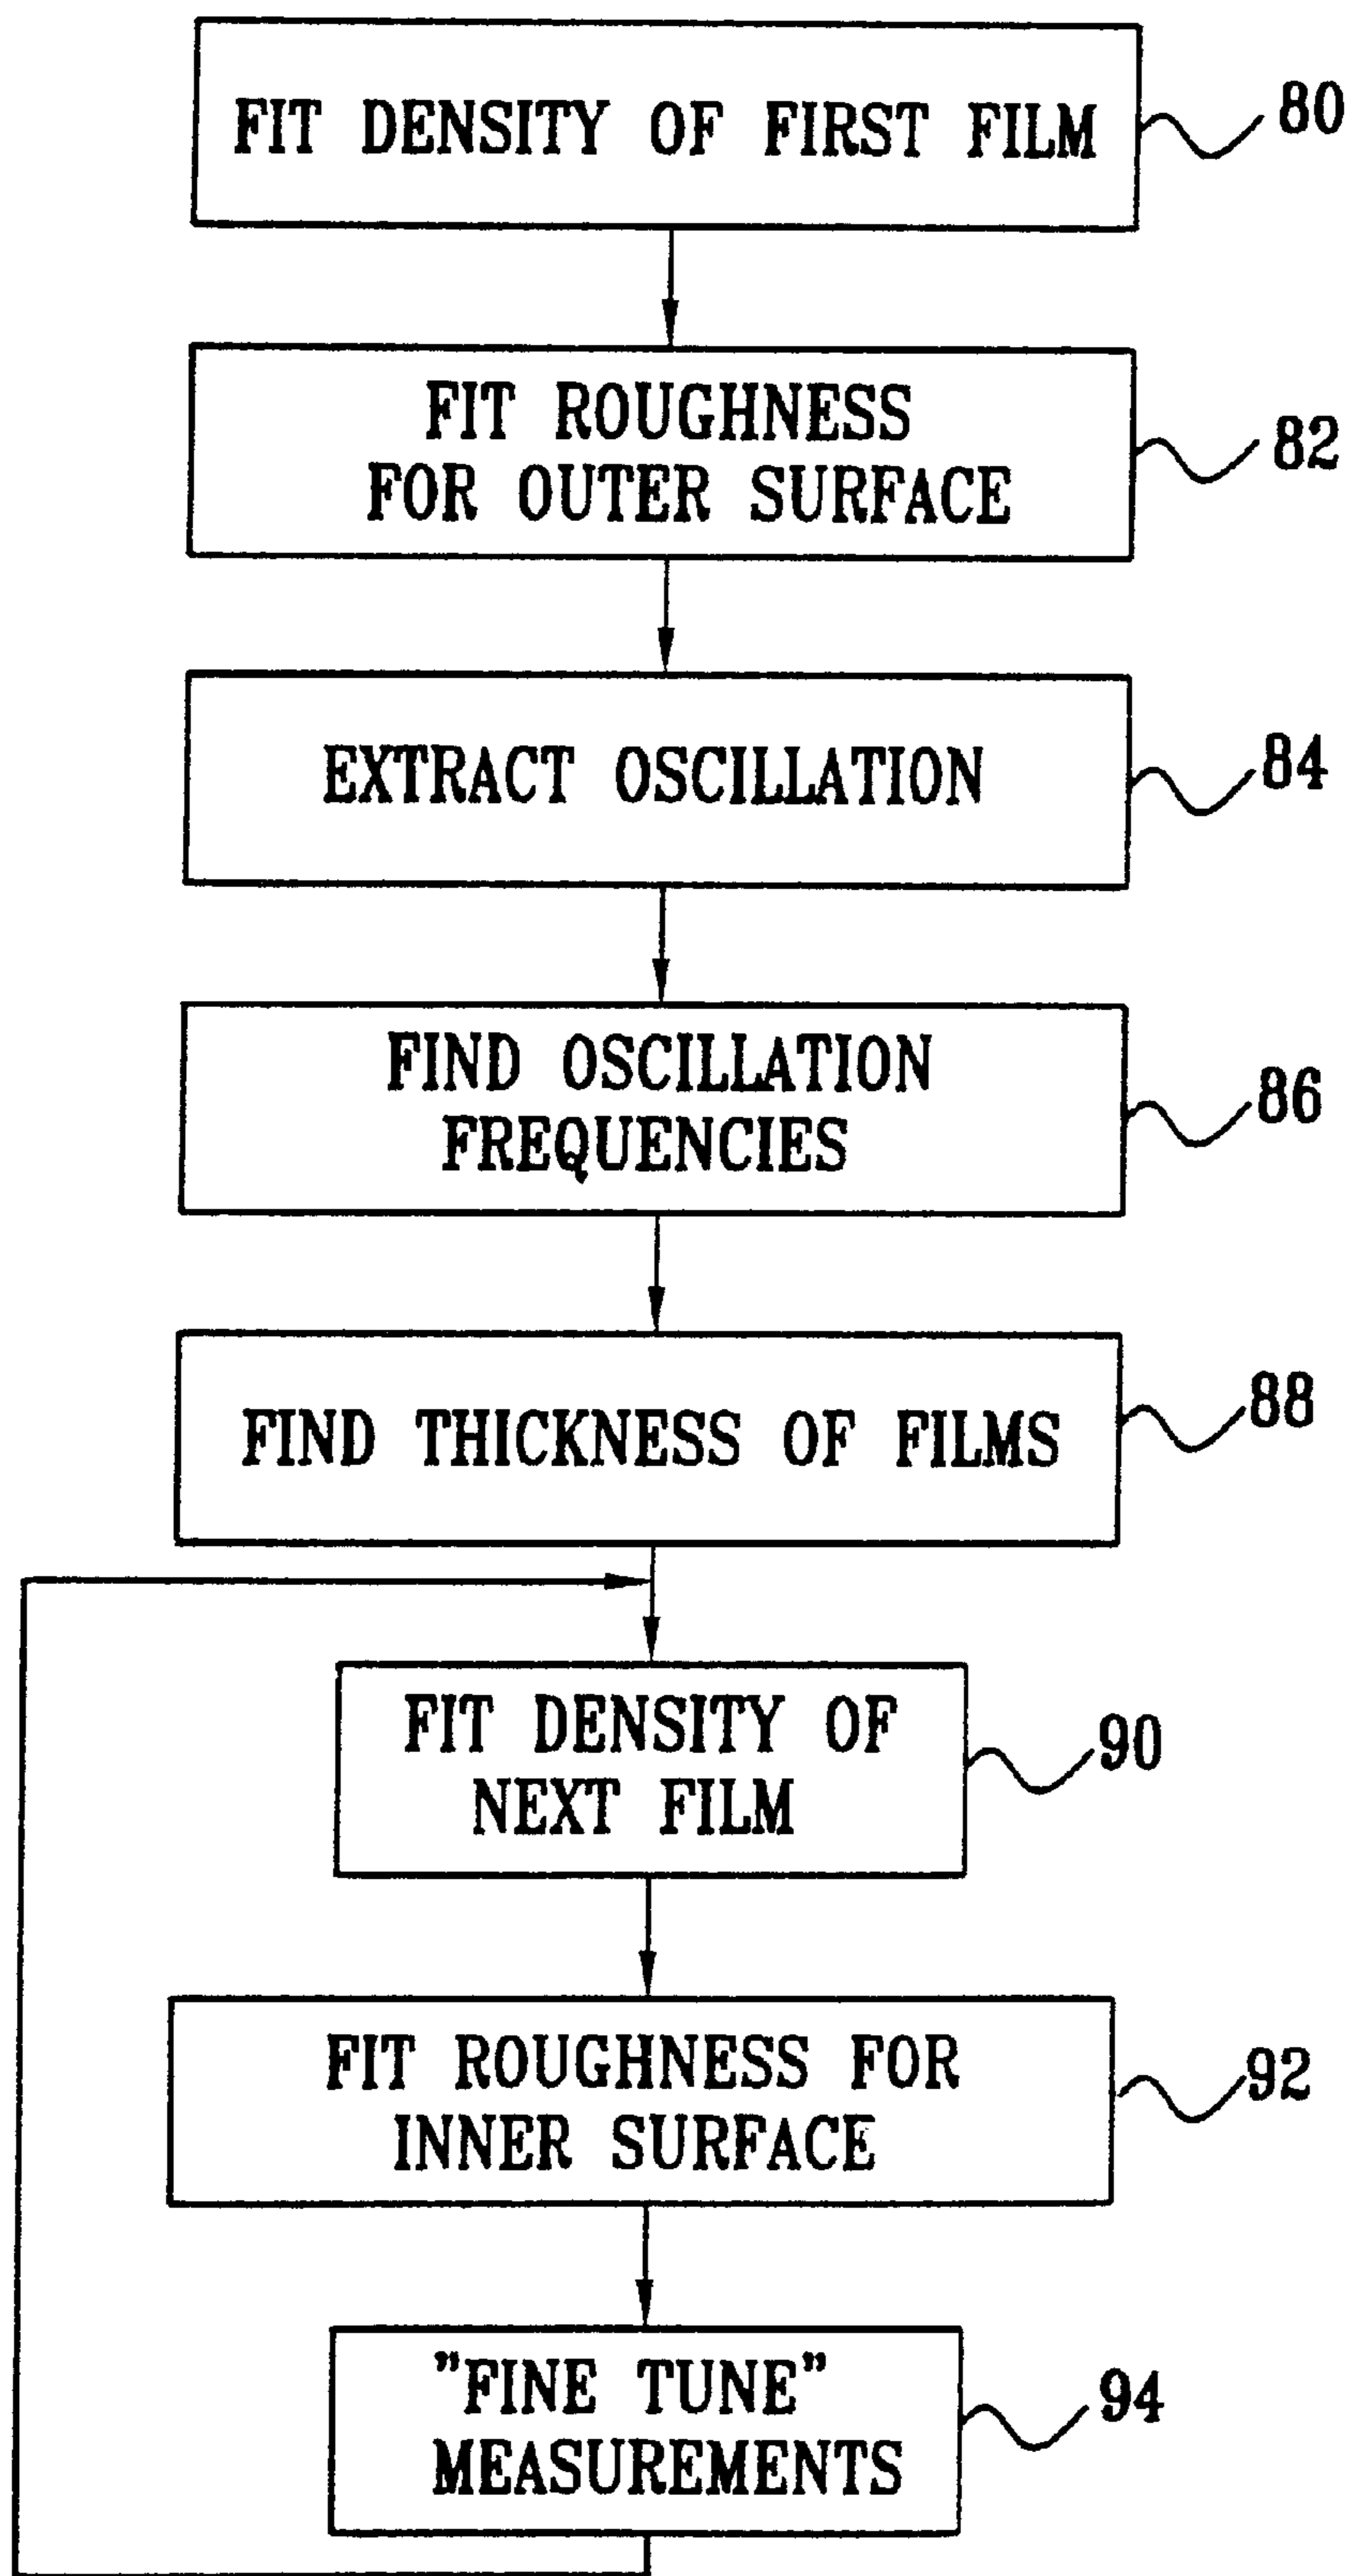 FIT DENSITY OF FIRST FILM
80
FIT ROUGHNESS
FOR OUTER SURFACE
82
EXTRACT OSCILLATION
84
FIND OSCILLATION
FREQUENCIES
86
FIND THICKNESS OF FILMS
88
FIT DENSITY OF
NEXT FILM
90
FIT ROUGHNESS FOR
INNER SURFACE
92
"FINE TUNE"
MEASUREMENTS
94